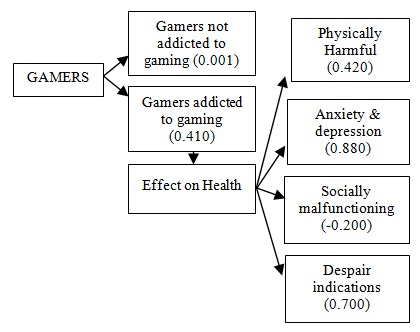 GAMERS
Gamers not
addicted to
gaming (0.001)
Gamers addicted
to gaming
(0.410)
Effect on Health
Physically
Harmful
(0.420)
Anxiety &
depression
(0.880)
Socially
malfunctioning
(-0.200)
Despair
indications
(0.700)